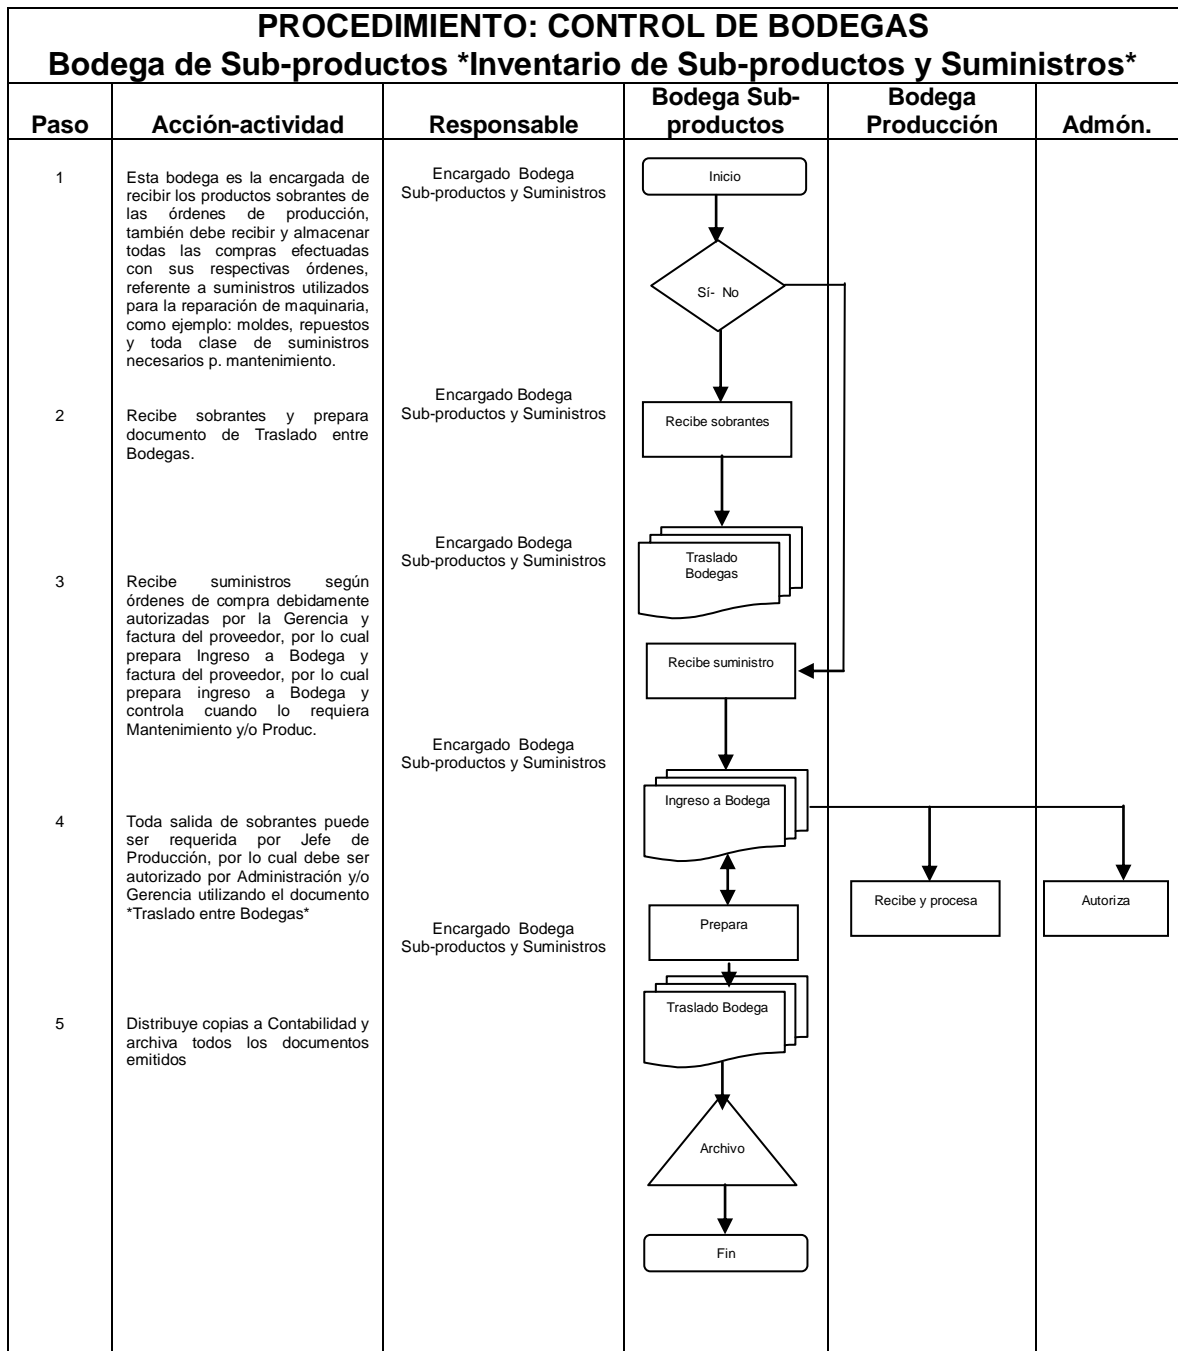 PROCEDIMIENTO: CONTROL DE BODEGAS
Bodega de Sub-productos *Inventario de Sub-productos y Suministros*
Paso
Acción-actividad
Responsable
Bodega Sub-
productos
Bodega
Producción
Admón.
1
Esta bodega es la encargada de
recibir los productos sobrantes de
las órdenes de producción,
también debe recibir y almacenar
todas las compras efectuadas
con sus respectivas órdenes,
referente a suministros utilizados
para la reparación de maquinaria,
como ejemplo: moldes, repuestos
y toda clase de suministros
necesarios p. mantenimiento.
Encargado Bodega
Sub-productos y Suministros
Inicio
Sí- No
2
Recibe sobrantes y prepara
documento de Traslado entre
Bodegas.
Encargado Bodega
Sub-productos y Suministros
Recibe sobrantes
Encargado Bodega
Sub-productos y Suministros
Traslado
Bodegas
3
Recibe suministros según
órdenes de compra debidamente
autorizadas por la Gerencia y
factura del proveedor, por lo cual
prepara Ingreso a Bodega y
factura del proveedor, por lo cual
prepara ingreso a Bodega y
controla cuando lo requiera
Mantenimiento y/o Produc.
Recibe suministro
Encargado Bodega
Sub-productos y Suministros
Ingreso a Bodega
4
Toda salida de sobrantes puede
ser requerida por Jefe de
Producción, por lo cual debe ser
autorizado por Administración y/o
Gerencia utilizando el documento
*Traslado entre Bodegas*
Recibe y procesa
Autoriza
Encargado Bodega
Sub-productos y Suministros
Prepara
Traslado Bodega
5
Distribuye copias a Contabilidad y
archiva todos los documentos
emitidos
Archivo
Fin